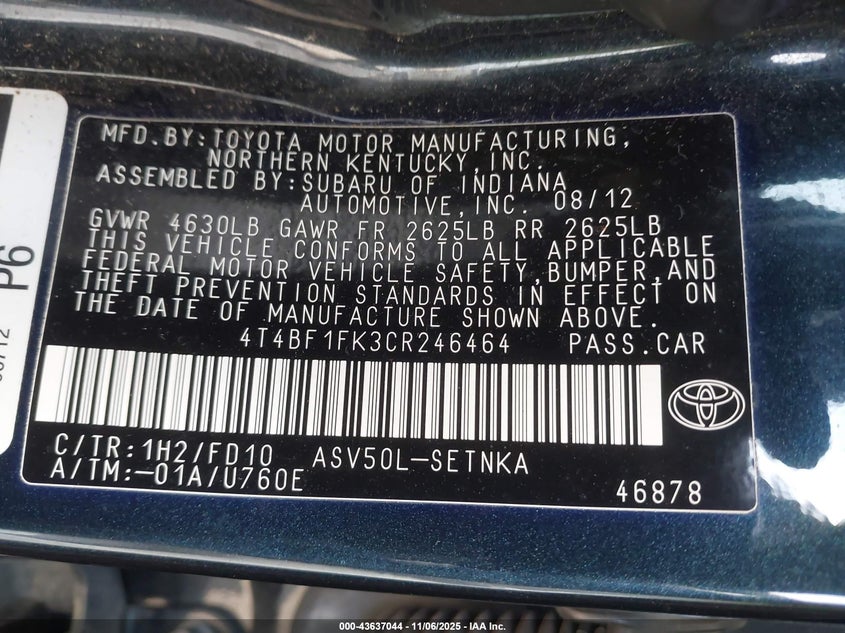 MFD.BY:TOYOTA MOTOR MANUFACTURING,
NORTHERN KENTUCKY,INC.
ASSEMBLED BY:SUBARU OF INDIANA
AUTOMOTIVE,INC. 08/12
GVWR 4630LB GAWR FR 2625LB RR 2625LB
THIS VEHICLE CONFORMS TO ALL APPLICABLE
FEDERAL MOTOR VEHICLE SAFETY,BUMPER,AND
THEFT PREVENTION STANDARDS IN EFFECT ON
THE DATE OF MANUFACTURE SHOWN ABOVE.
4T4BF1FK3CR246464 PASS.CAR
C/TR:1H2/FD10 ASV50L-SETNKA
A/TM:-01A/U760E
46878
P6
000-43637044 | 11/06/2025 - IAA Inc.